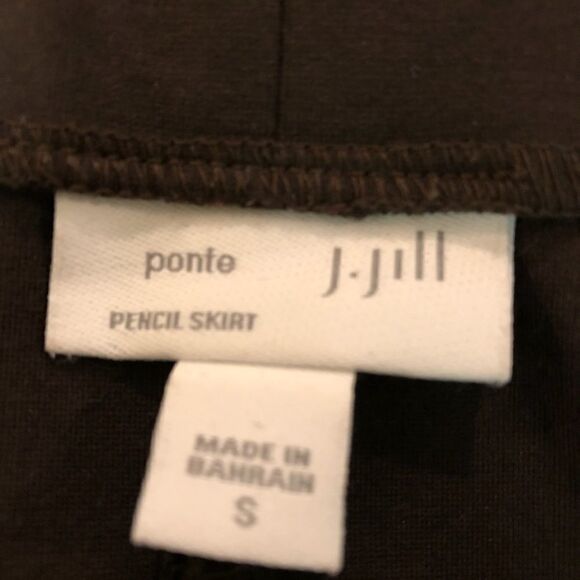 ponte
J.Jill
PENCIL SKIRT
MADE IN
BAHRAIN
S